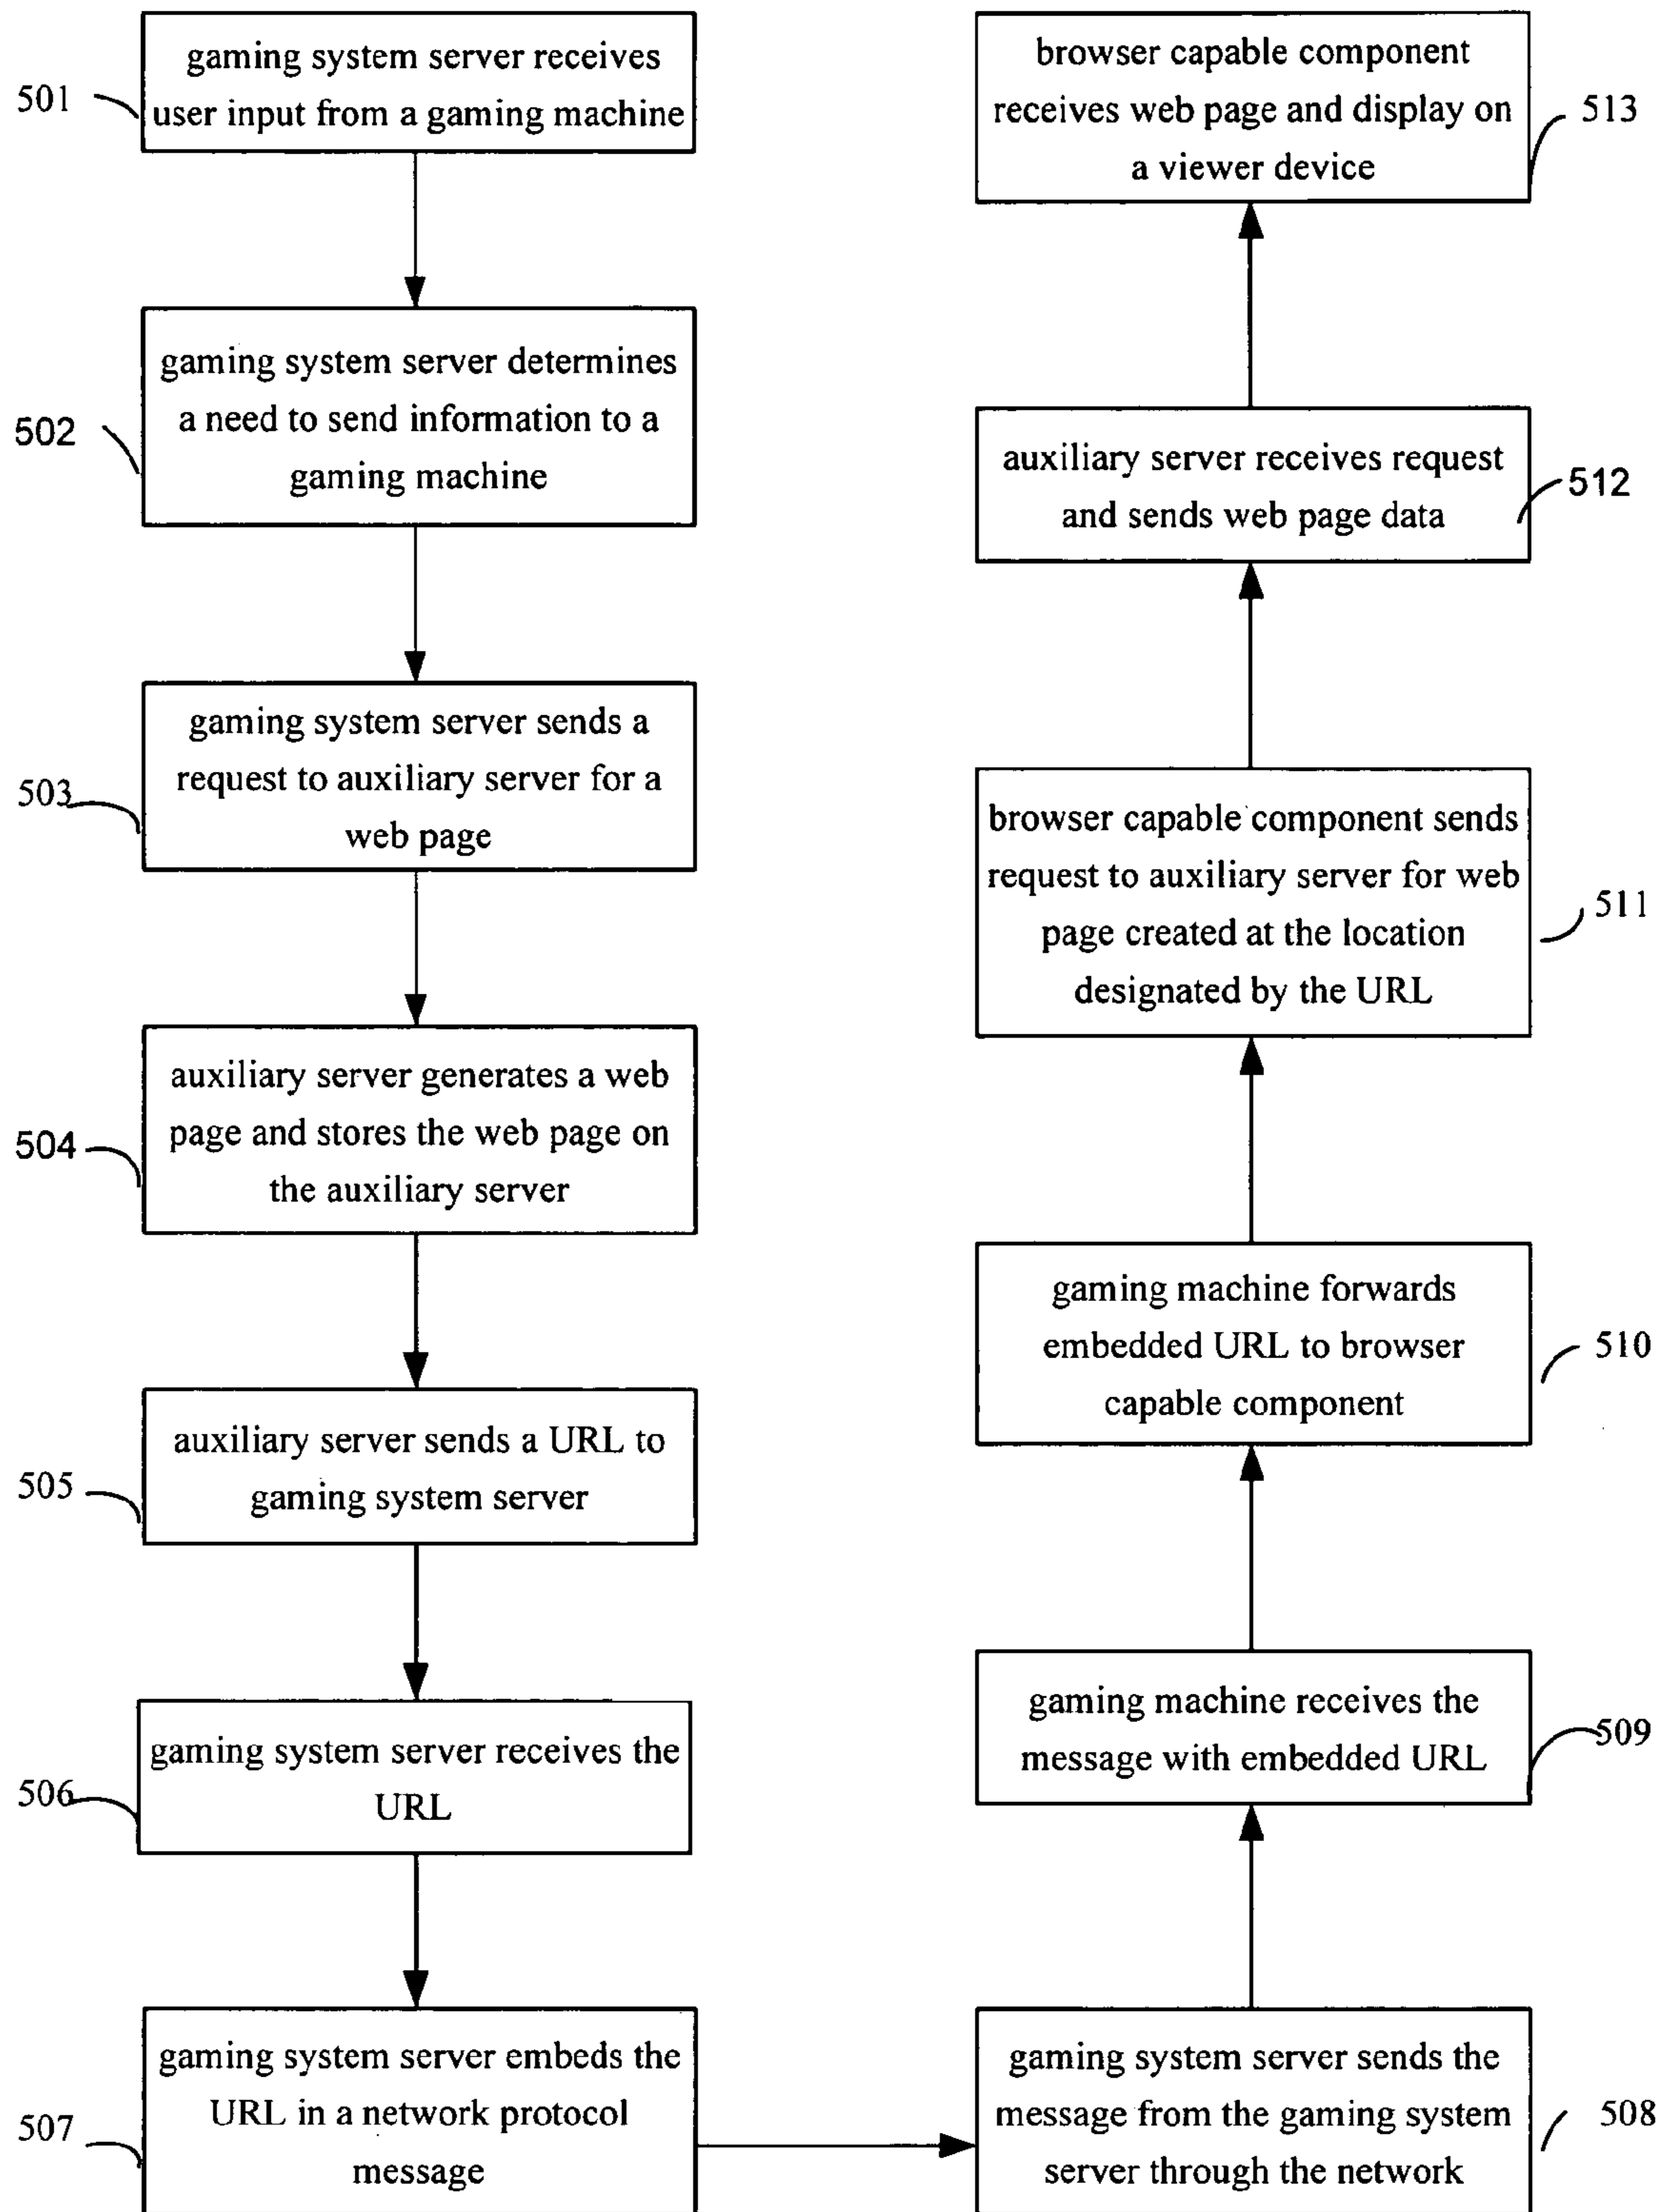 501
gaming system server receives
user input from a gaming machine
502
gaming system server determines
a need to send information to a
gaming machine
503
gaming system server sends a
request to auxiliary server for a
web page
504
auxiliary server generates a web
page and stores the web page on
the auxiliary server
505
auxiliary server sends a URL to
gaming system server
506
gaming system server receives the
URL
507
gaming system server embeds the
URL in a network protocol
message
508
gaming system server sends the
message from the gaming system
server through the network
509
gaming machine receives the
message with embedded URL
510
gaming machine forwards
embedded URL to browser
capable component
511
browser capable component sends
request to auxiliary server for web
page created at the location
designated by the URL
512
auxiliary server receives request
and sends web page data
513
browser capable component
receives web page and display on
a viewer device